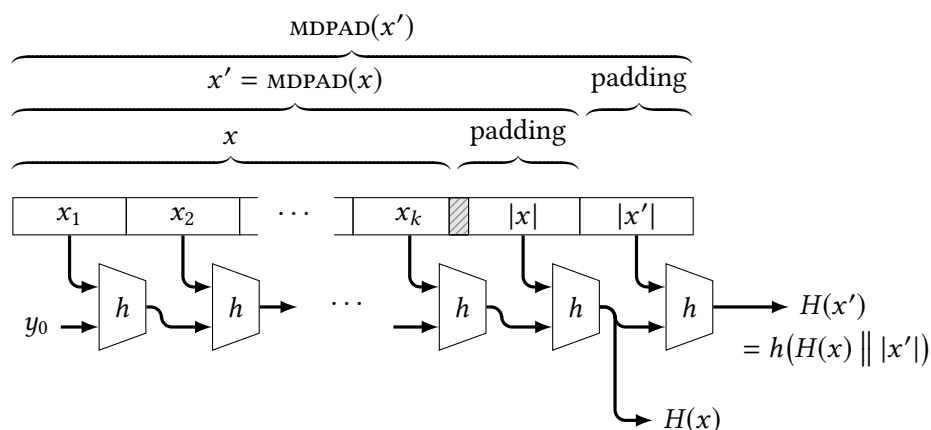 MDPAD(x′)
x′ = MDPAD(x) padding
x padding
x₁ x₂ ⋯ xₖ |x| |x′|
h h ⋯ h h h H(x′)
y₀
= h(H(x) ‖ |x′|)
H(x)